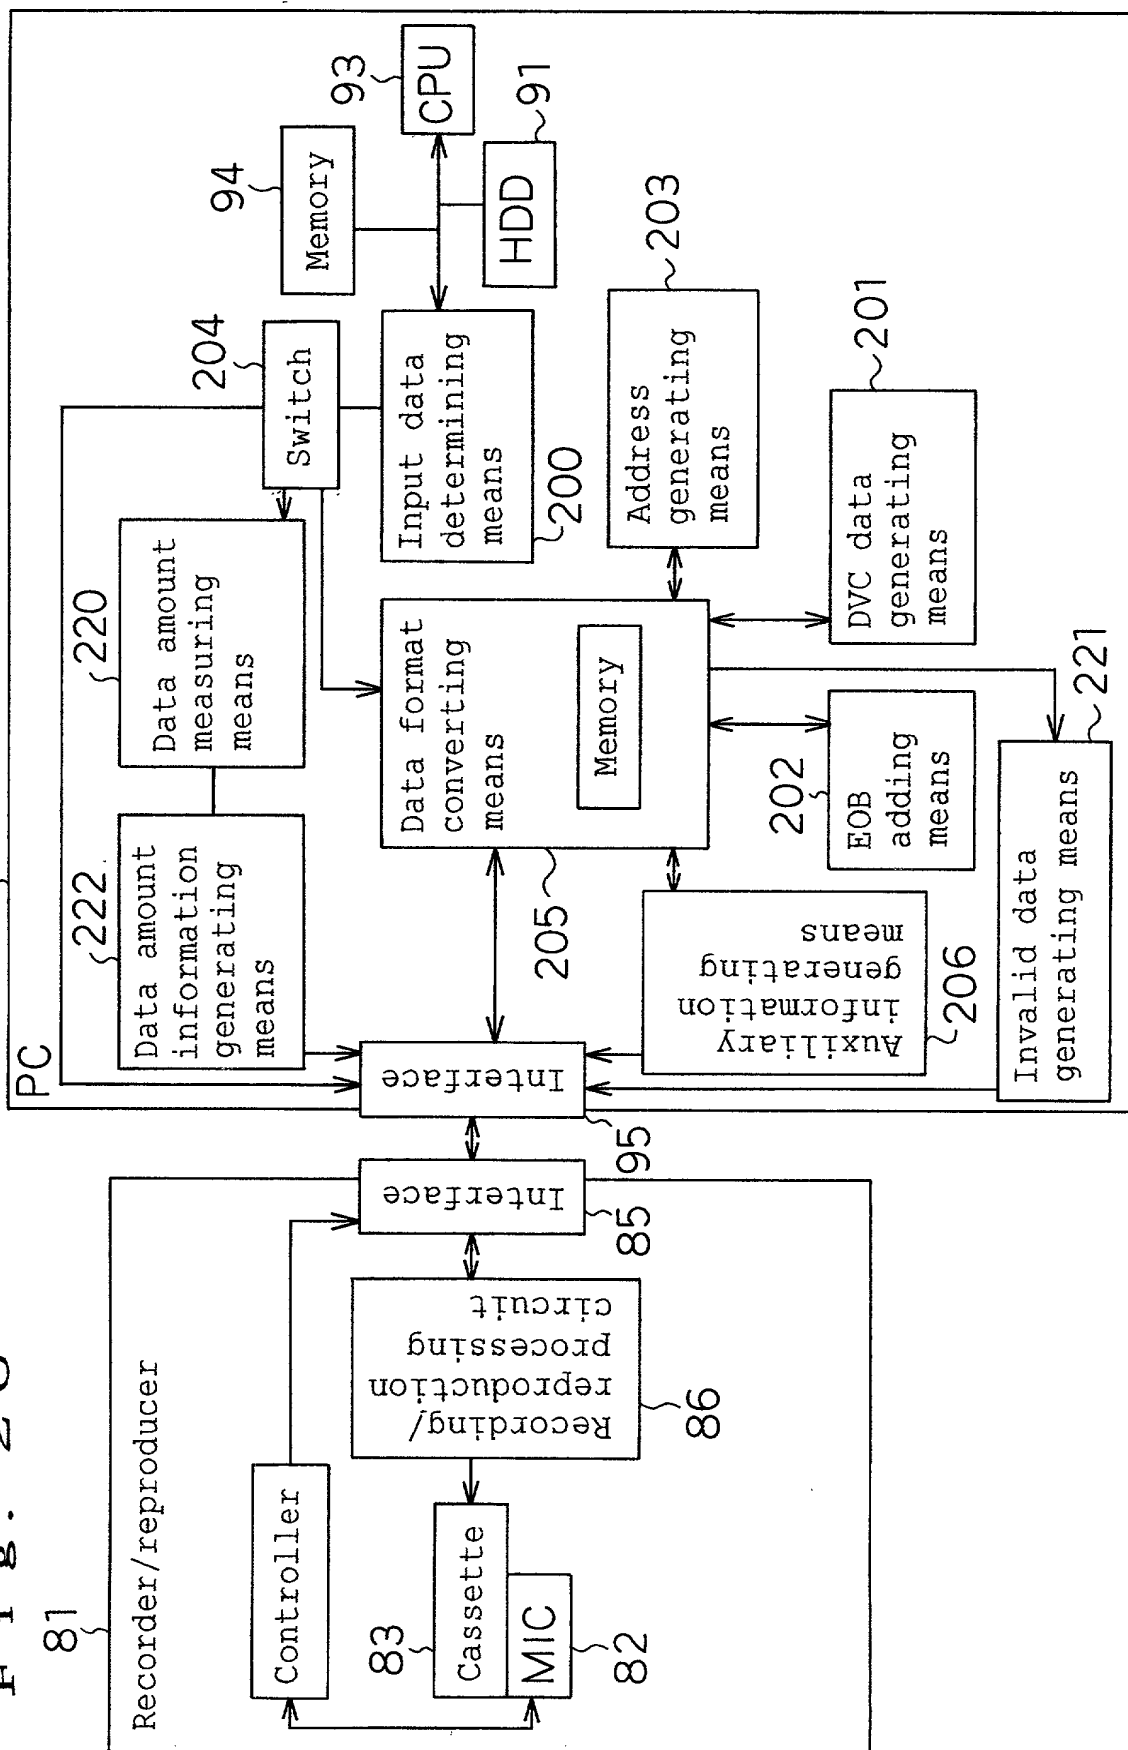 81
Recorder/reproducer
Controller
83
Cassette
MIC
82
Recording/
reproduction
processing
circuit
86
Interface
85
PC
Interface
95
222
Data amount
information
generating
means
220
Data amount
measuring
means
204
Switch
94
Memory
93
CPU
HDD
91
Input data
determining
means
200
Data format
converting
means
Memory
205
Address
generating
means
203
DVC data
generating
means
201
202
EOB
adding
means
Auxiliary
information
generating
means
206
Invalid data
generating means
221